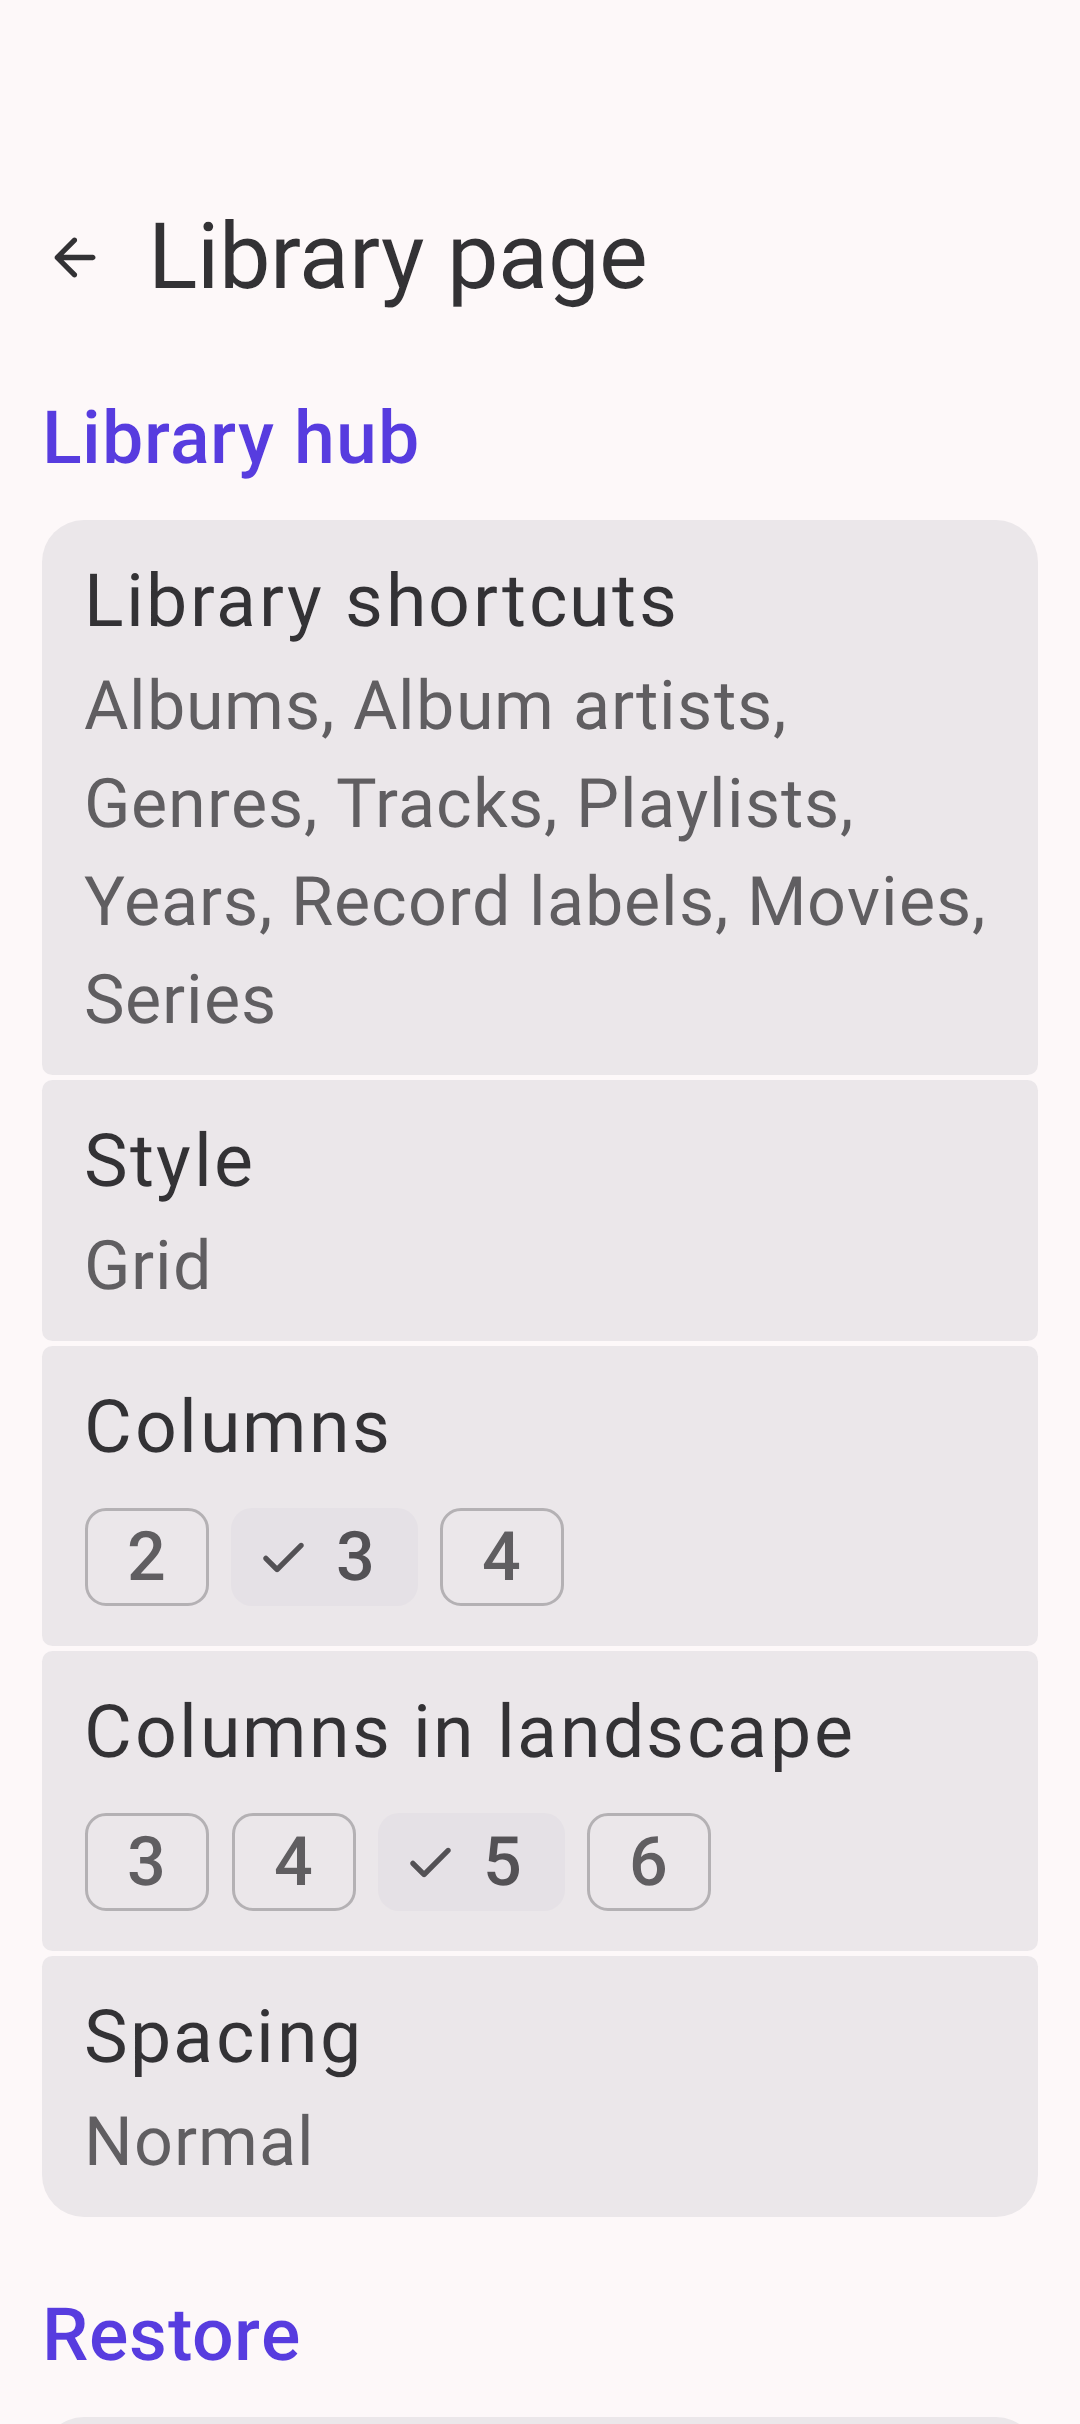 Library page
Library hub
Library shortcuts
Albums, Album artists,
Genres, Tracks, Playlists,
Years, Record labels, Movies,
Series
Style
Grid
Columns
2 3 4
Columns in landscape
3 4 5 6
Spacing
Normal
Restore